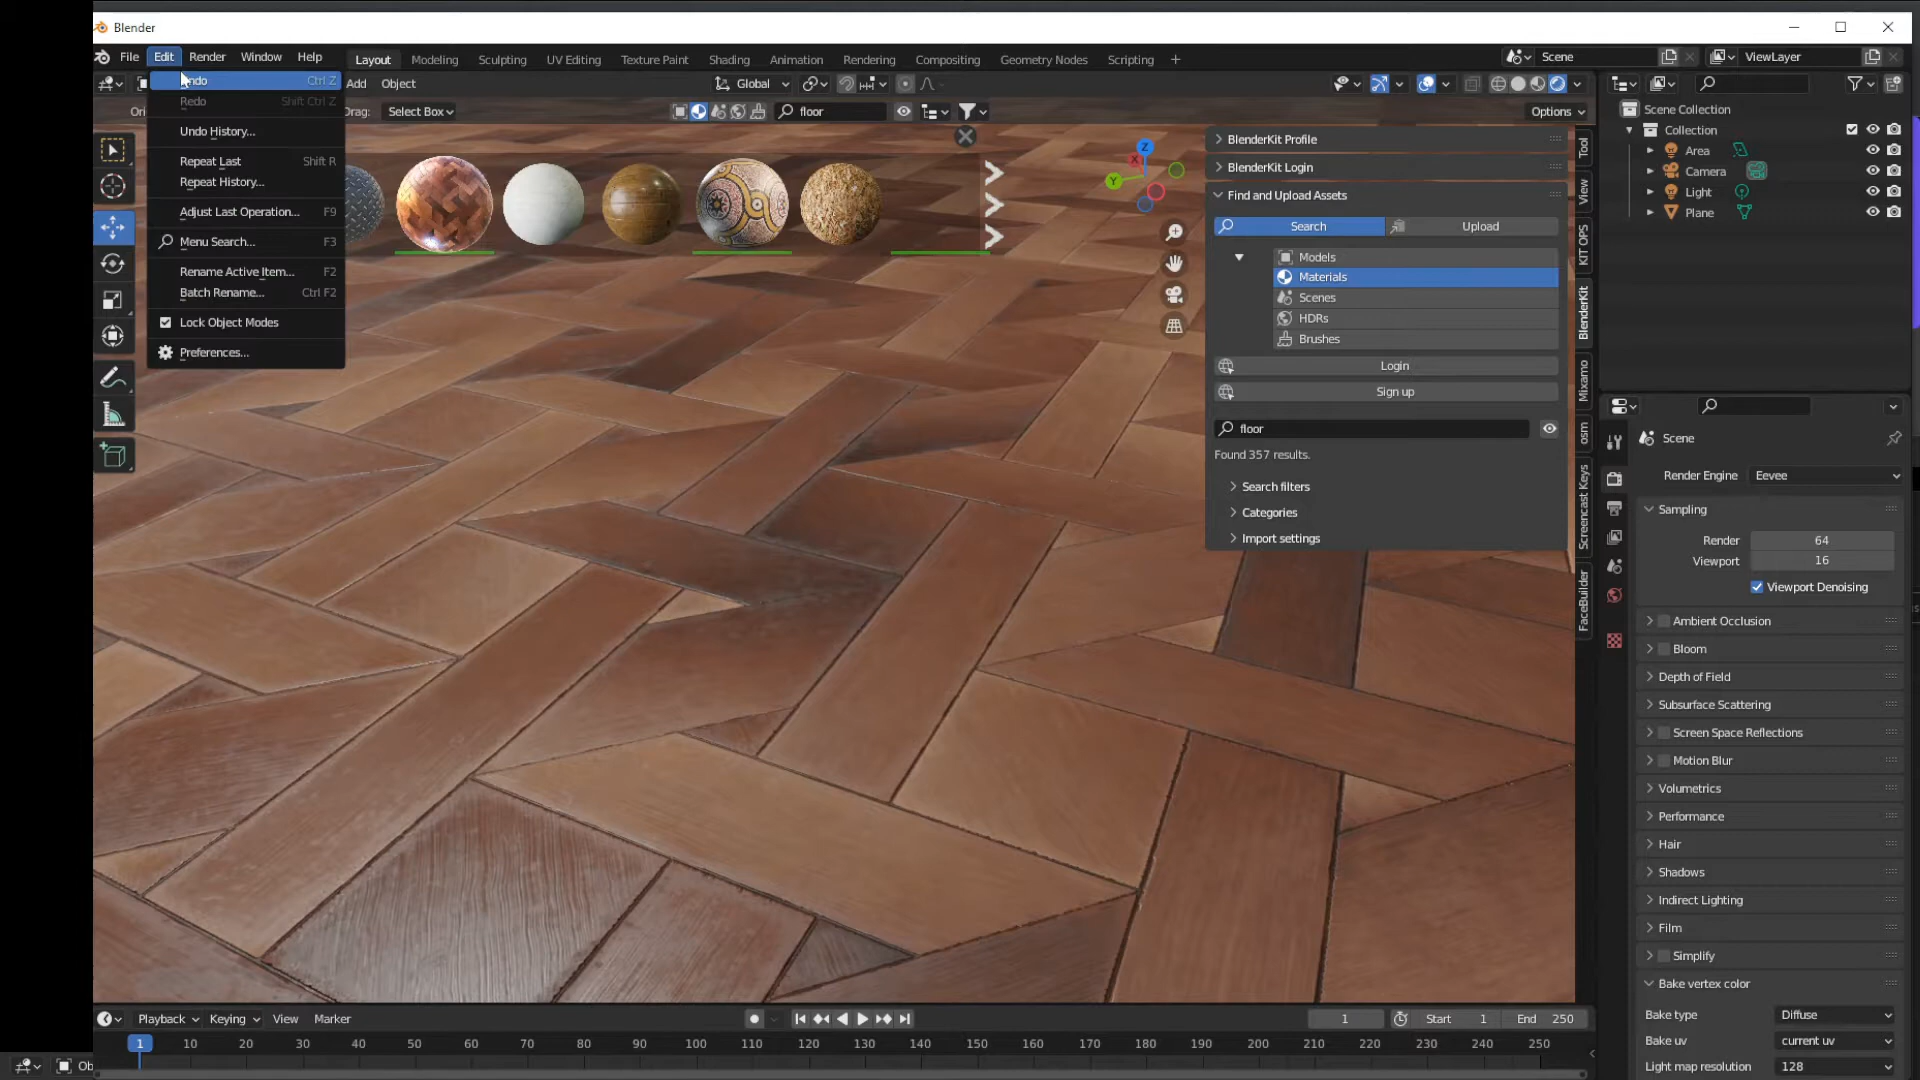 Blender
File Edit Render Window Help Layout Modeling Sculpting UV Editing Texture Paint Shading Animation Rendering Compositing Geometry Nodes Scripting + Scene ViewLayer
Add Object Global
Drag: Select Box floor Options
Undo Ctrl Z
Redo Shift Ctrl Z
Undo History...
Repeat Last Shift R
Repeat History...
Adjust Last Operation... F9
Menu Search... F3
Rename Active Item... F2
Batch Rename... Ctrl F2
Lock Object Modes
Preferences...
Z
X
Y
BlenderKit Profile
BlenderKit Login
Find and Upload Assets
Search Upload
Models
Materials
Scenes
HDRs
Brushes
Login
Sign up
floor
Found 357 results.
Search filters
Categories
Import settings
Tool
View
KIT OPS
BlenderKit
Mixamo
osm
Screencast Keys
FaceBuilder
Scene Collection
Collection
Area
Camera
Light
Plane
Scene
Render Engine Eevee
Sampling
Render 64
Viewport 16
Viewport Denoising
Ambient Occlusion
Bloom
Depth of Field
Subsurface Scattering
Screen Space Reflections
Motion Blur
Volumetrics
Performance
Hair
Shadows
Indirect Lighting
Film
Simplify
Bake vertex color
Bake type Diffuse
Bake uv current uv
Light map resolution 128
Playback Keying View Marker 1 Start 1 End 250
1 10 20 30 40 50 60 70 80 90 100 110 120 130 140 150 160 170 180 190 200 210 220 230 240 250